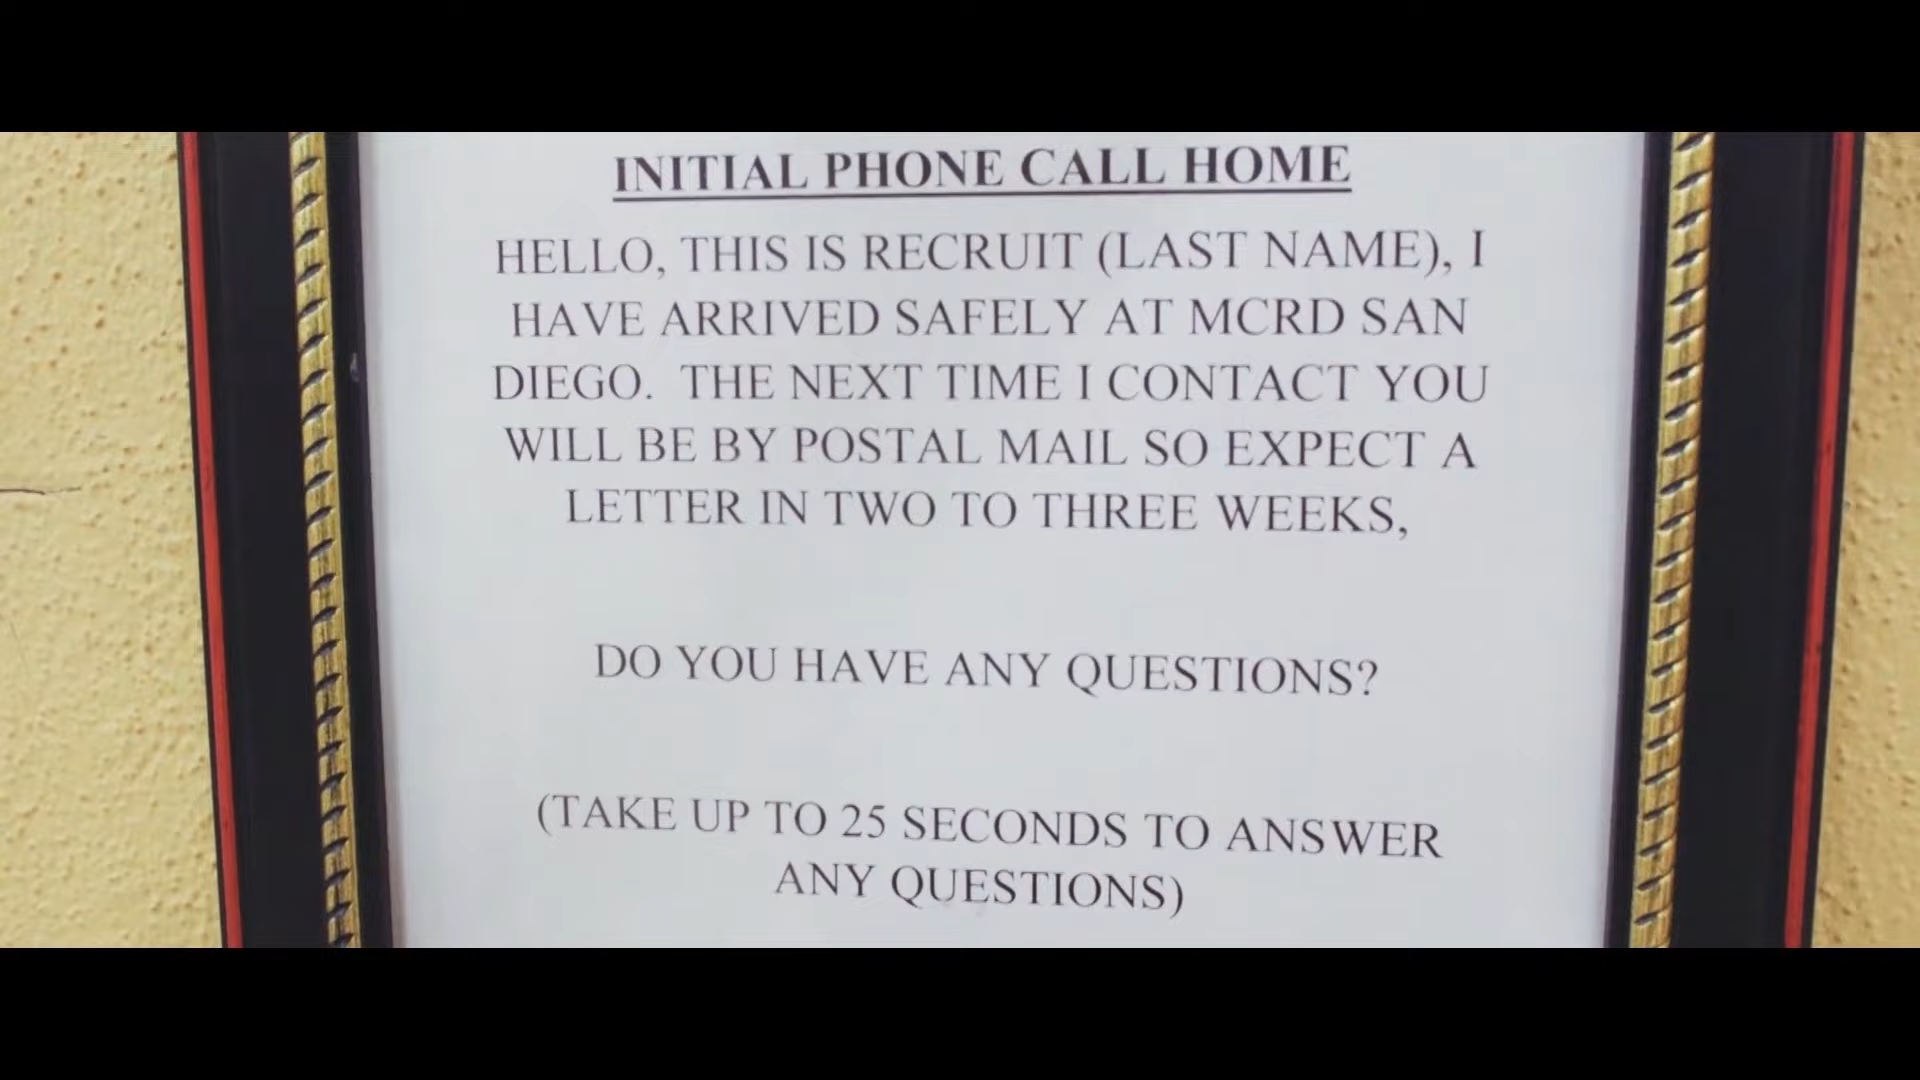 INITIAL PHONE CALL HOME
HELLO, THIS IS RECRUIT (LAST NAME), I
HAVE ARRIVED SAFELY AT MCRD SAN
DIEGO. THE NEXT TIME I CONTACT YOU
WILL BE BY POSTAL MAIL SO EXPECT A
LETTER IN TWO TO THREE WEEKS,
DO YOU HAVE ANY QUESTIONS?
(TAKE UP TO 25 SECONDS TO ANSWER
ANY QUESTIONS)